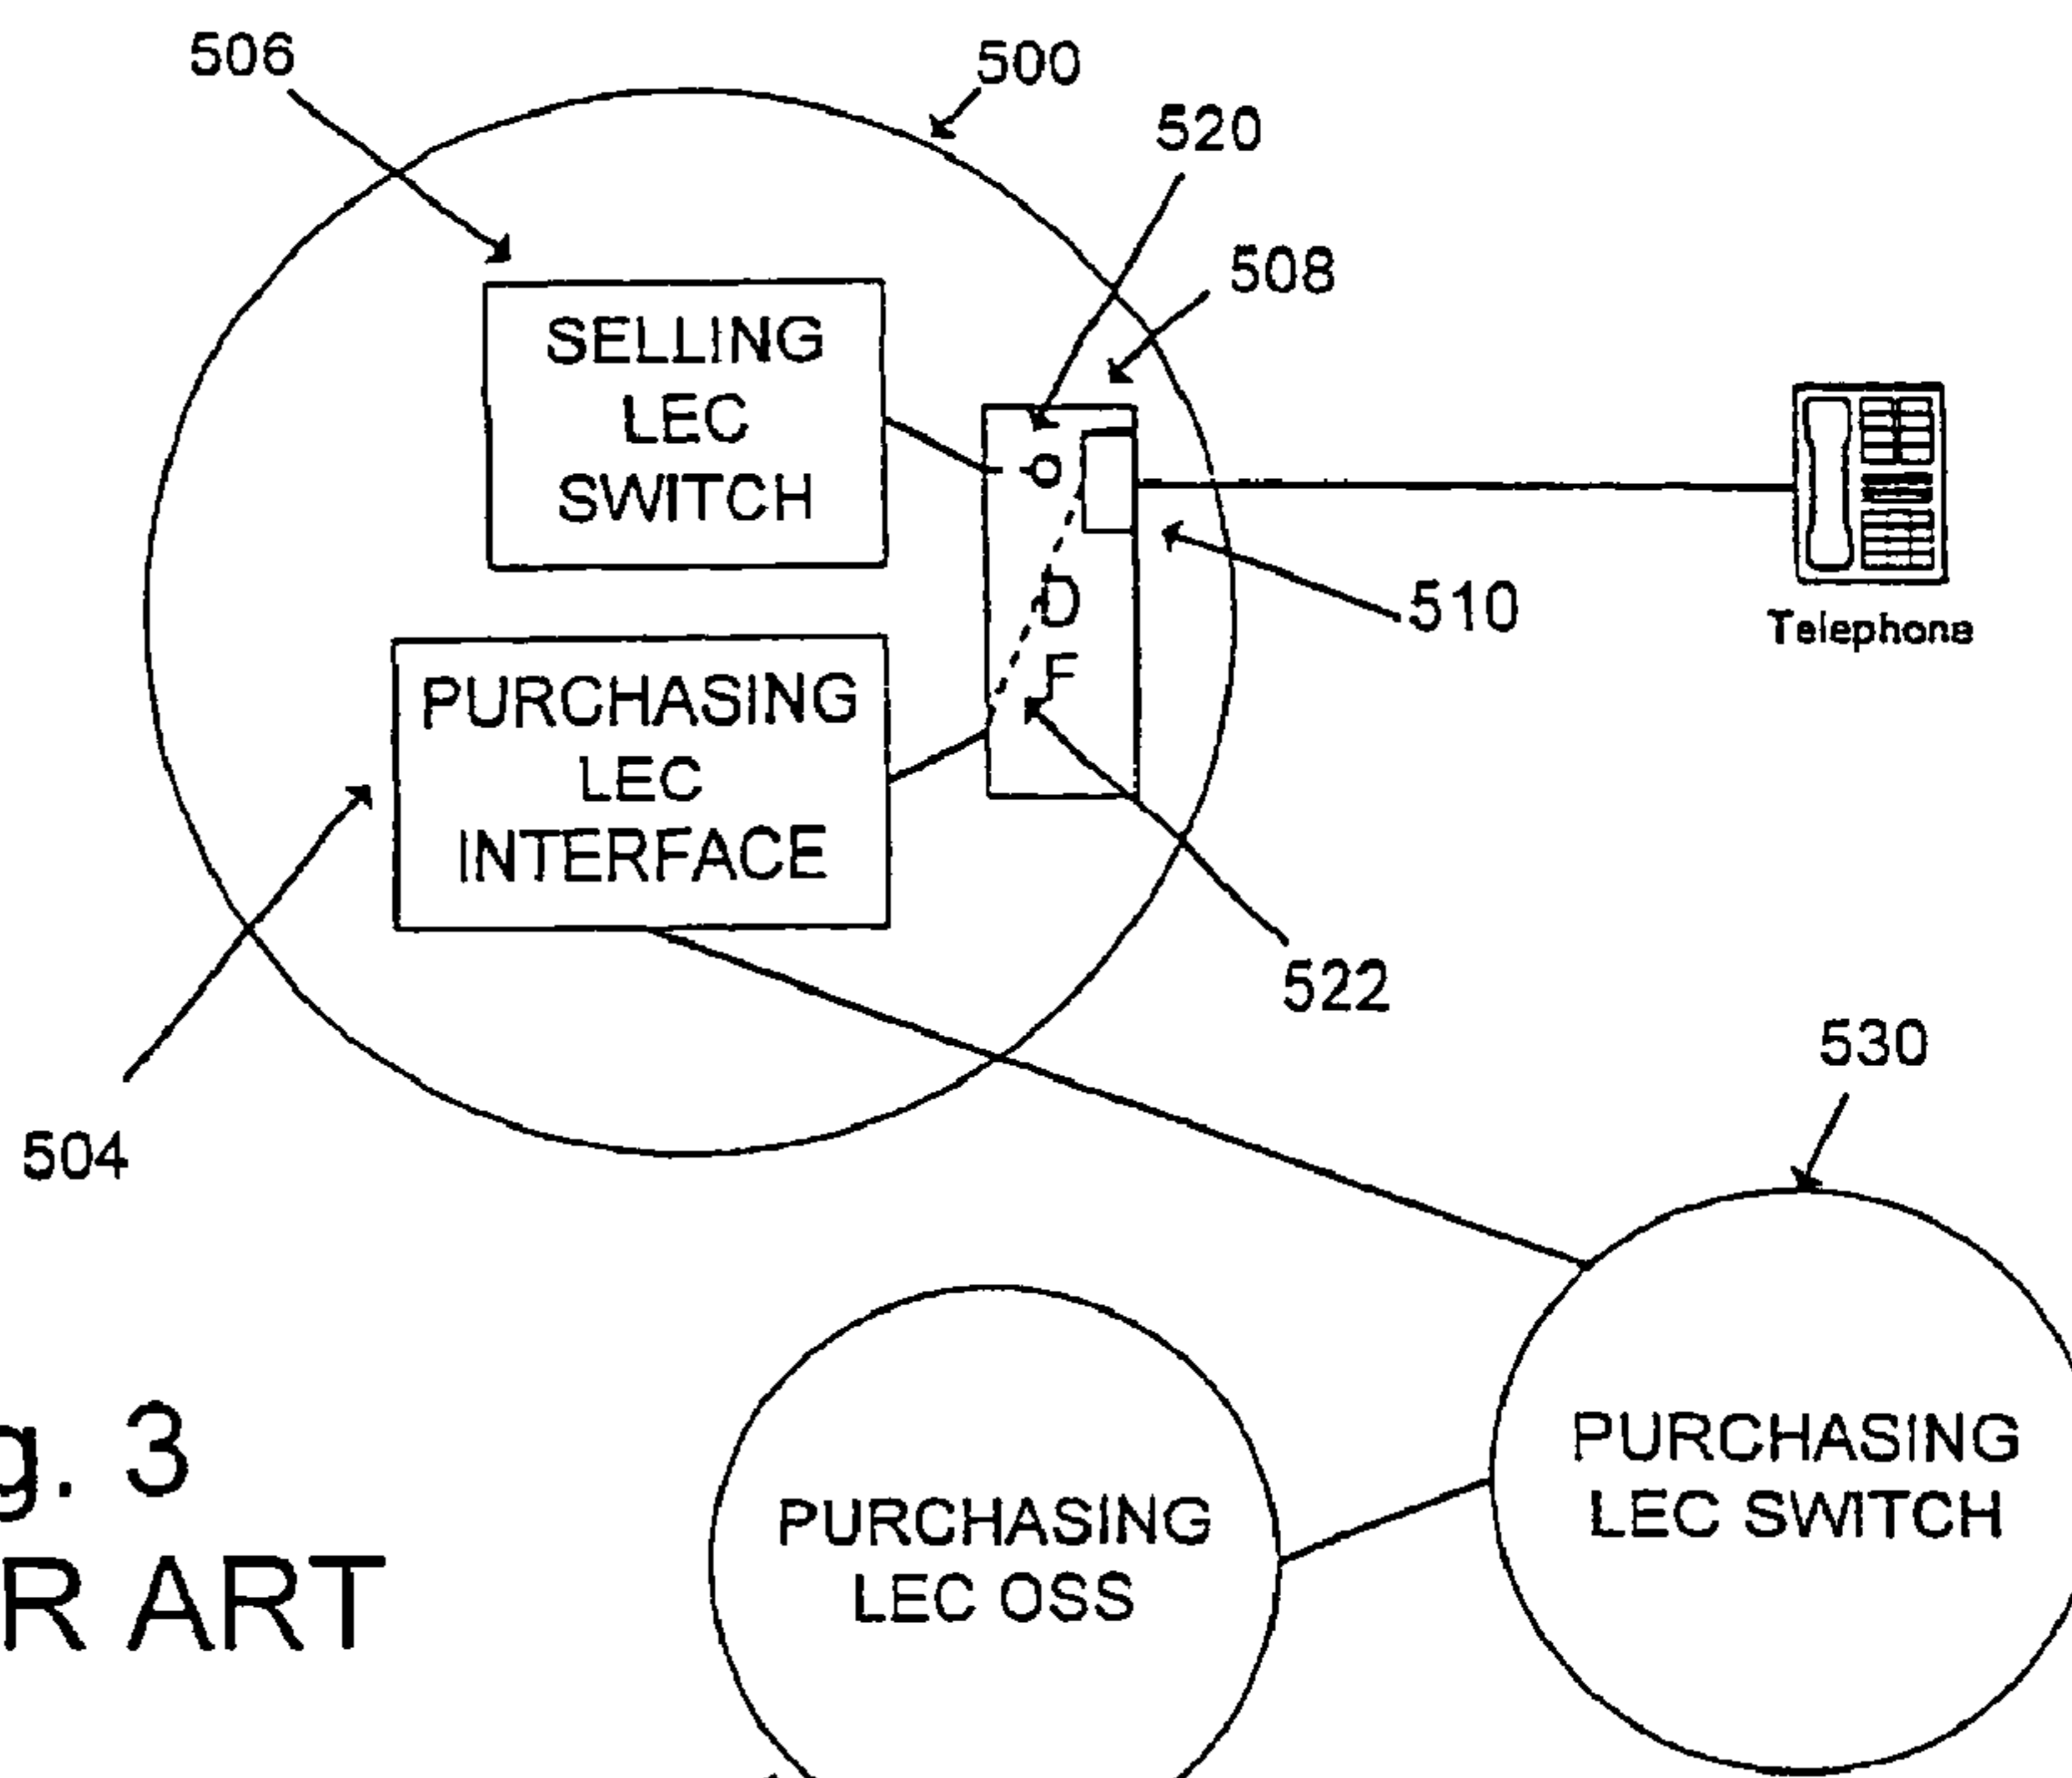 506
500
520
508
SELLING
LEC
SWITCH
510
Telephone
D
F
PURCHASING
LEC
INTERFACE
522
504
530
g. 3
R ART
PURCHASING
LEC OSS
PURCHASING
LEC SWITCH